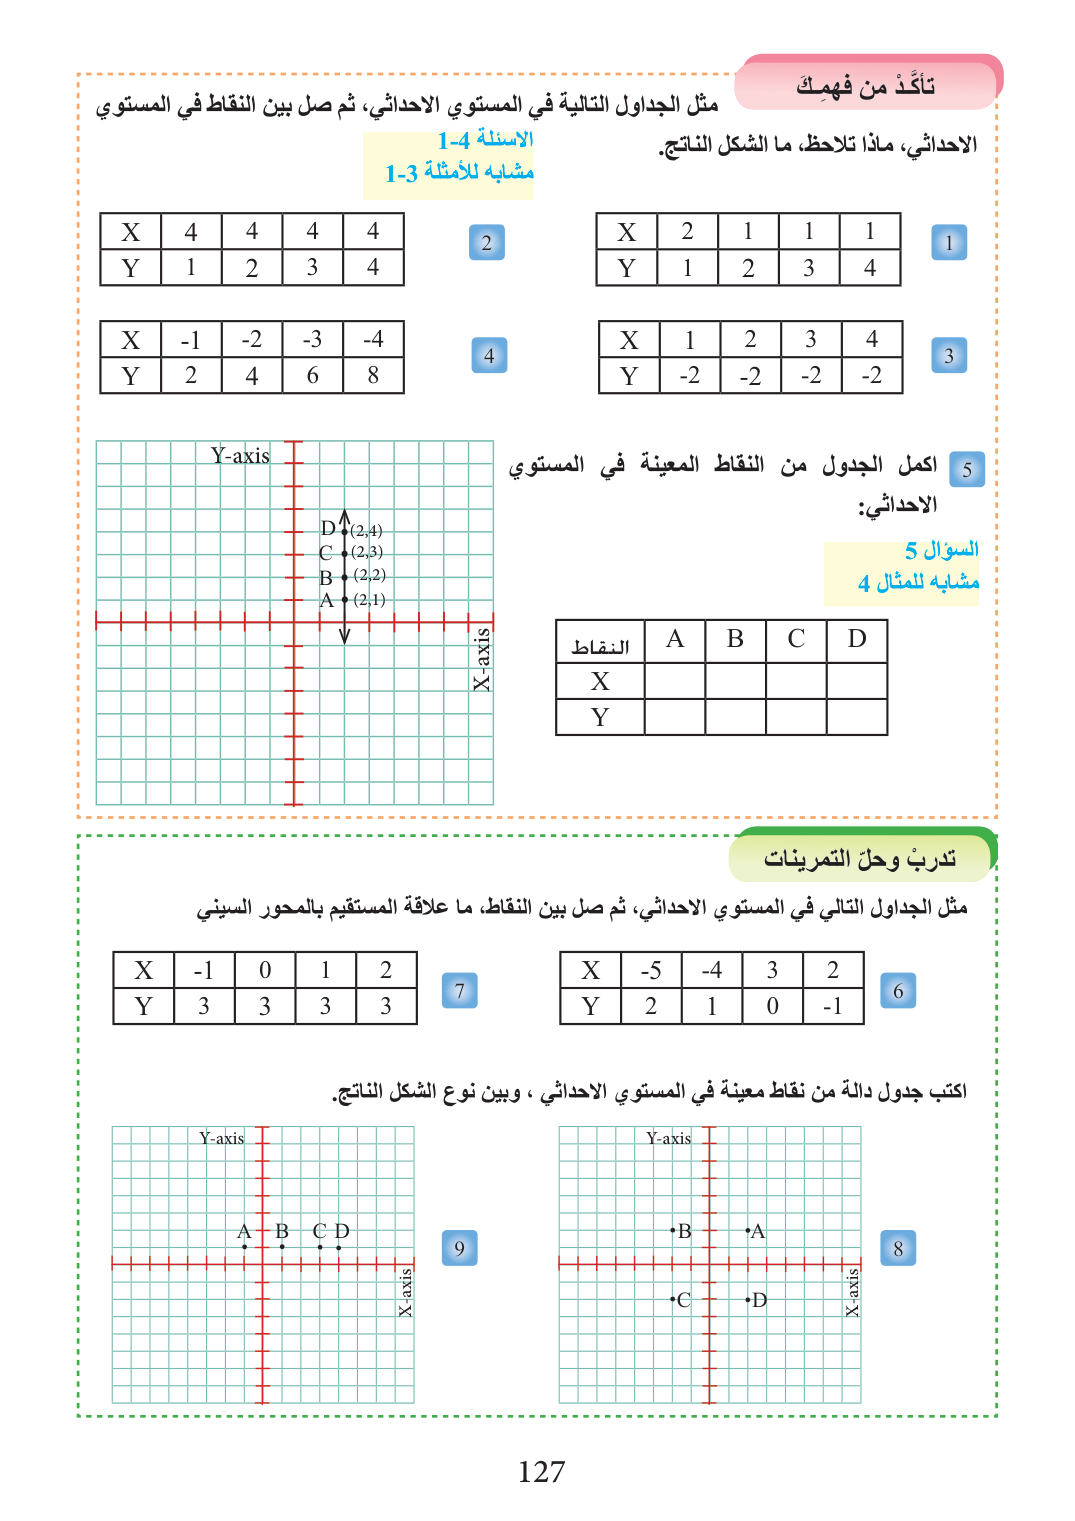 تأكَّدْ من فهمِكَ
مثل الجداول التالية في المستوي الاحداثي، ثم صل بين النقاط في المستوي
الاحداثي، ماذا تلاحظ، ما الشكل الناتج.
الاسئلة 4-1
مشابه للأمثلة 3-1
1
X 2 1 1 1
Y 1 2 3 4
2
X 4 4 4 4
Y 1 2 3 4
3
X 1 2 3 4
Y -2 -2 -2 -2
4
X -1 -2 -3 -4
Y 2 4 6 8
5
اكمل الجدول من النقاط المعينة في المستوي
الاحداثي:
السؤال 5
مشابه للمثال 4
النقاط A B C D
X
Y
Y-axis
D (2,4)
C (2,3)
B (2,2)
A (2,1)
X-axis
تدربْ وحلّ التمرينات
مثل الجداول التالي في المستوي الاحداثي، ثم صل بين النقاط، ما علاقة المستقيم بالمحور السيني
6
X -5 -4 3 2
Y 2 1 0 -1
7
X -1 0 1 2
Y 3 3 3 3
اكتب جدول دالة من نقاط معينة في المستوي الاحداثي ، وبين نوع الشكل الناتج.
8
Y-axis
B A
C D
X-axis
9
Y-axis
A B C D
X-axis
127